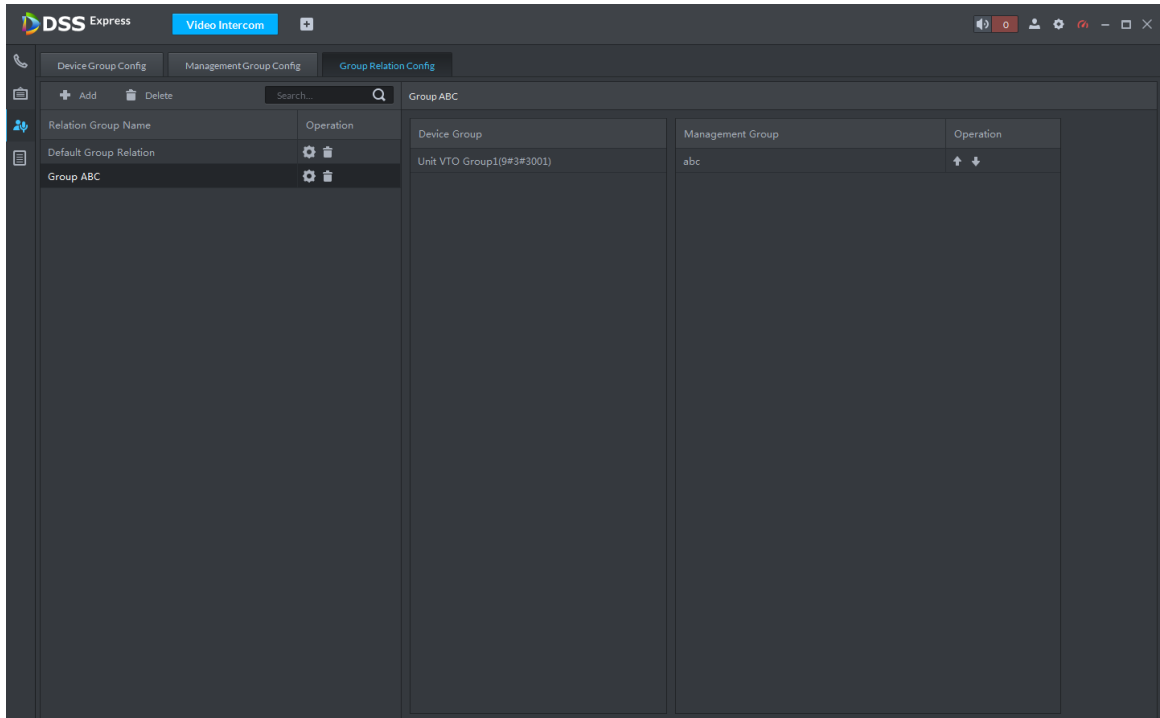 DSS Express Video Intercom 0
Device Group Config Management Group Config Group Relation Config
Add Delete Search... Group ABC
Relation Group Name Operation Device Group Management Group Operation
Default Group Relation Unit VTO Group1(9#3#3001) abc
Group ABC